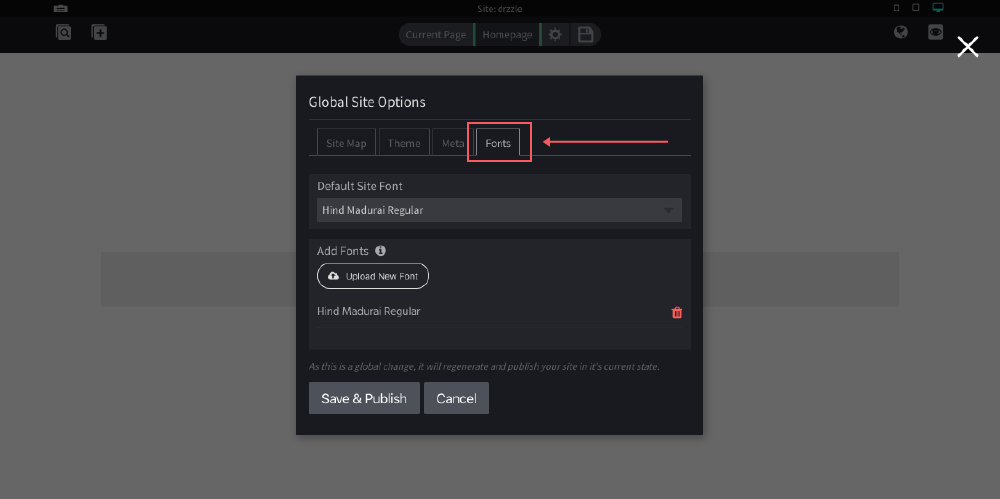 Site: drzzle
Current Page Homepage
Global Site Options
Site Map Theme Meta Fonts
Default Site Font
Hind Madurai Regular
Add Fonts
Upload New Font
Hind Madurai Regular
As this is a global change, it will regenerate and publish your site in it's current state.
Save & Publish Cancel